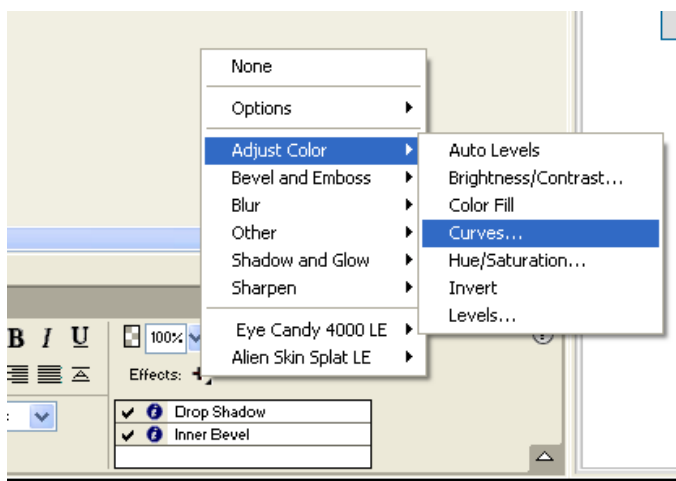 None
Options
Adjust Color
Bevel and Emboss
Blur
Other
Shadow and Glow
Sharpen
Eye Candy 4000 LE
Alien Skin Splat LE
Auto Levels
Brightness/Contrast...
Color Fill
Curves...
Hue/Saturation...
Invert
Levels...
B I U
100%
Effects:
Drop Shadow
Inner Bevel